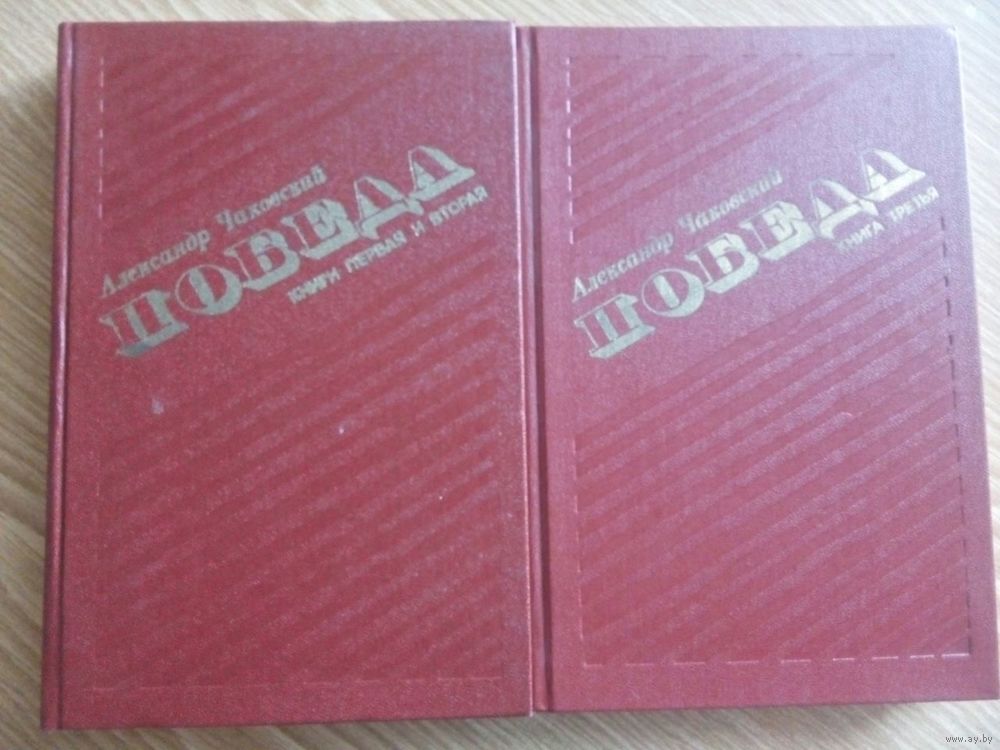 Александр Чаковский
ПОБЕДА
КНИГИ ПЕРВАЯ И ВТОРАЯ
Александр Чаковский
ПОБЕДА
КНИГА ТРЕТЬЯ
www.ay.by